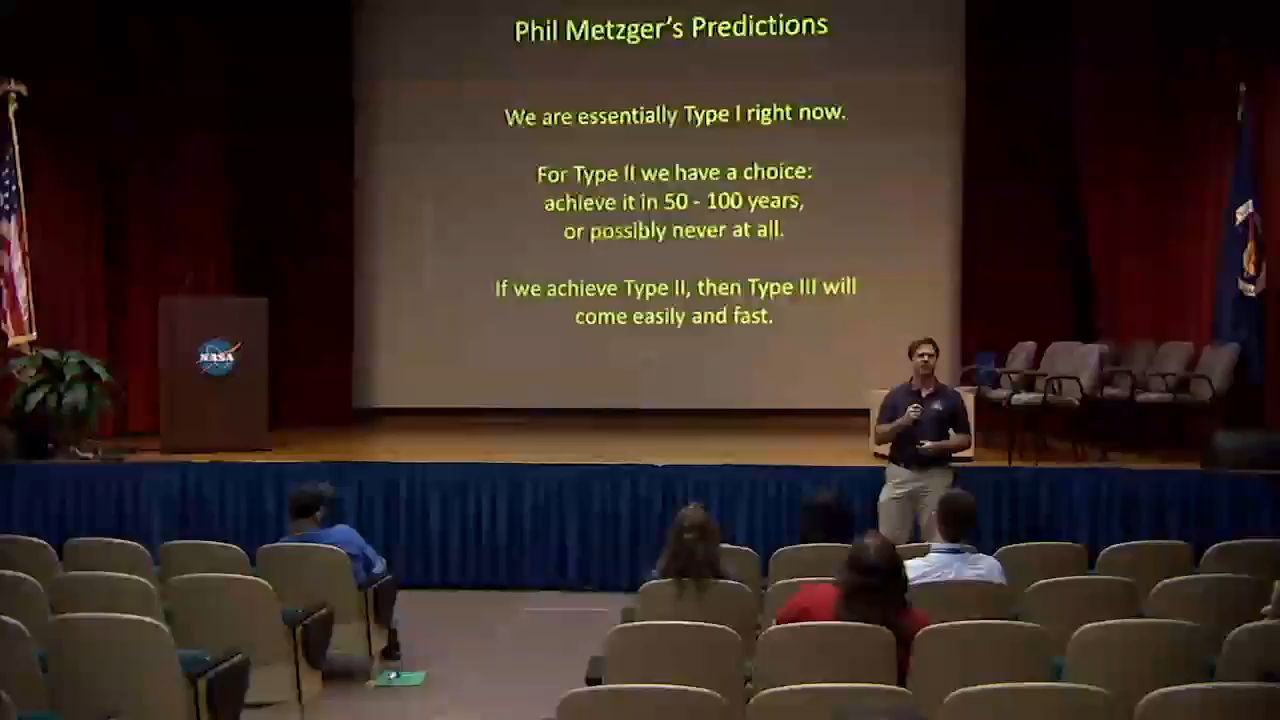 Phil Metzger's Predictions
We are essentially Type I right now.
For Type II we have a choice:
achieve it in 50 - 100 years,
or possibly never at all.
If we achieve Type II, then Type III will
come easily and fast.
NASA